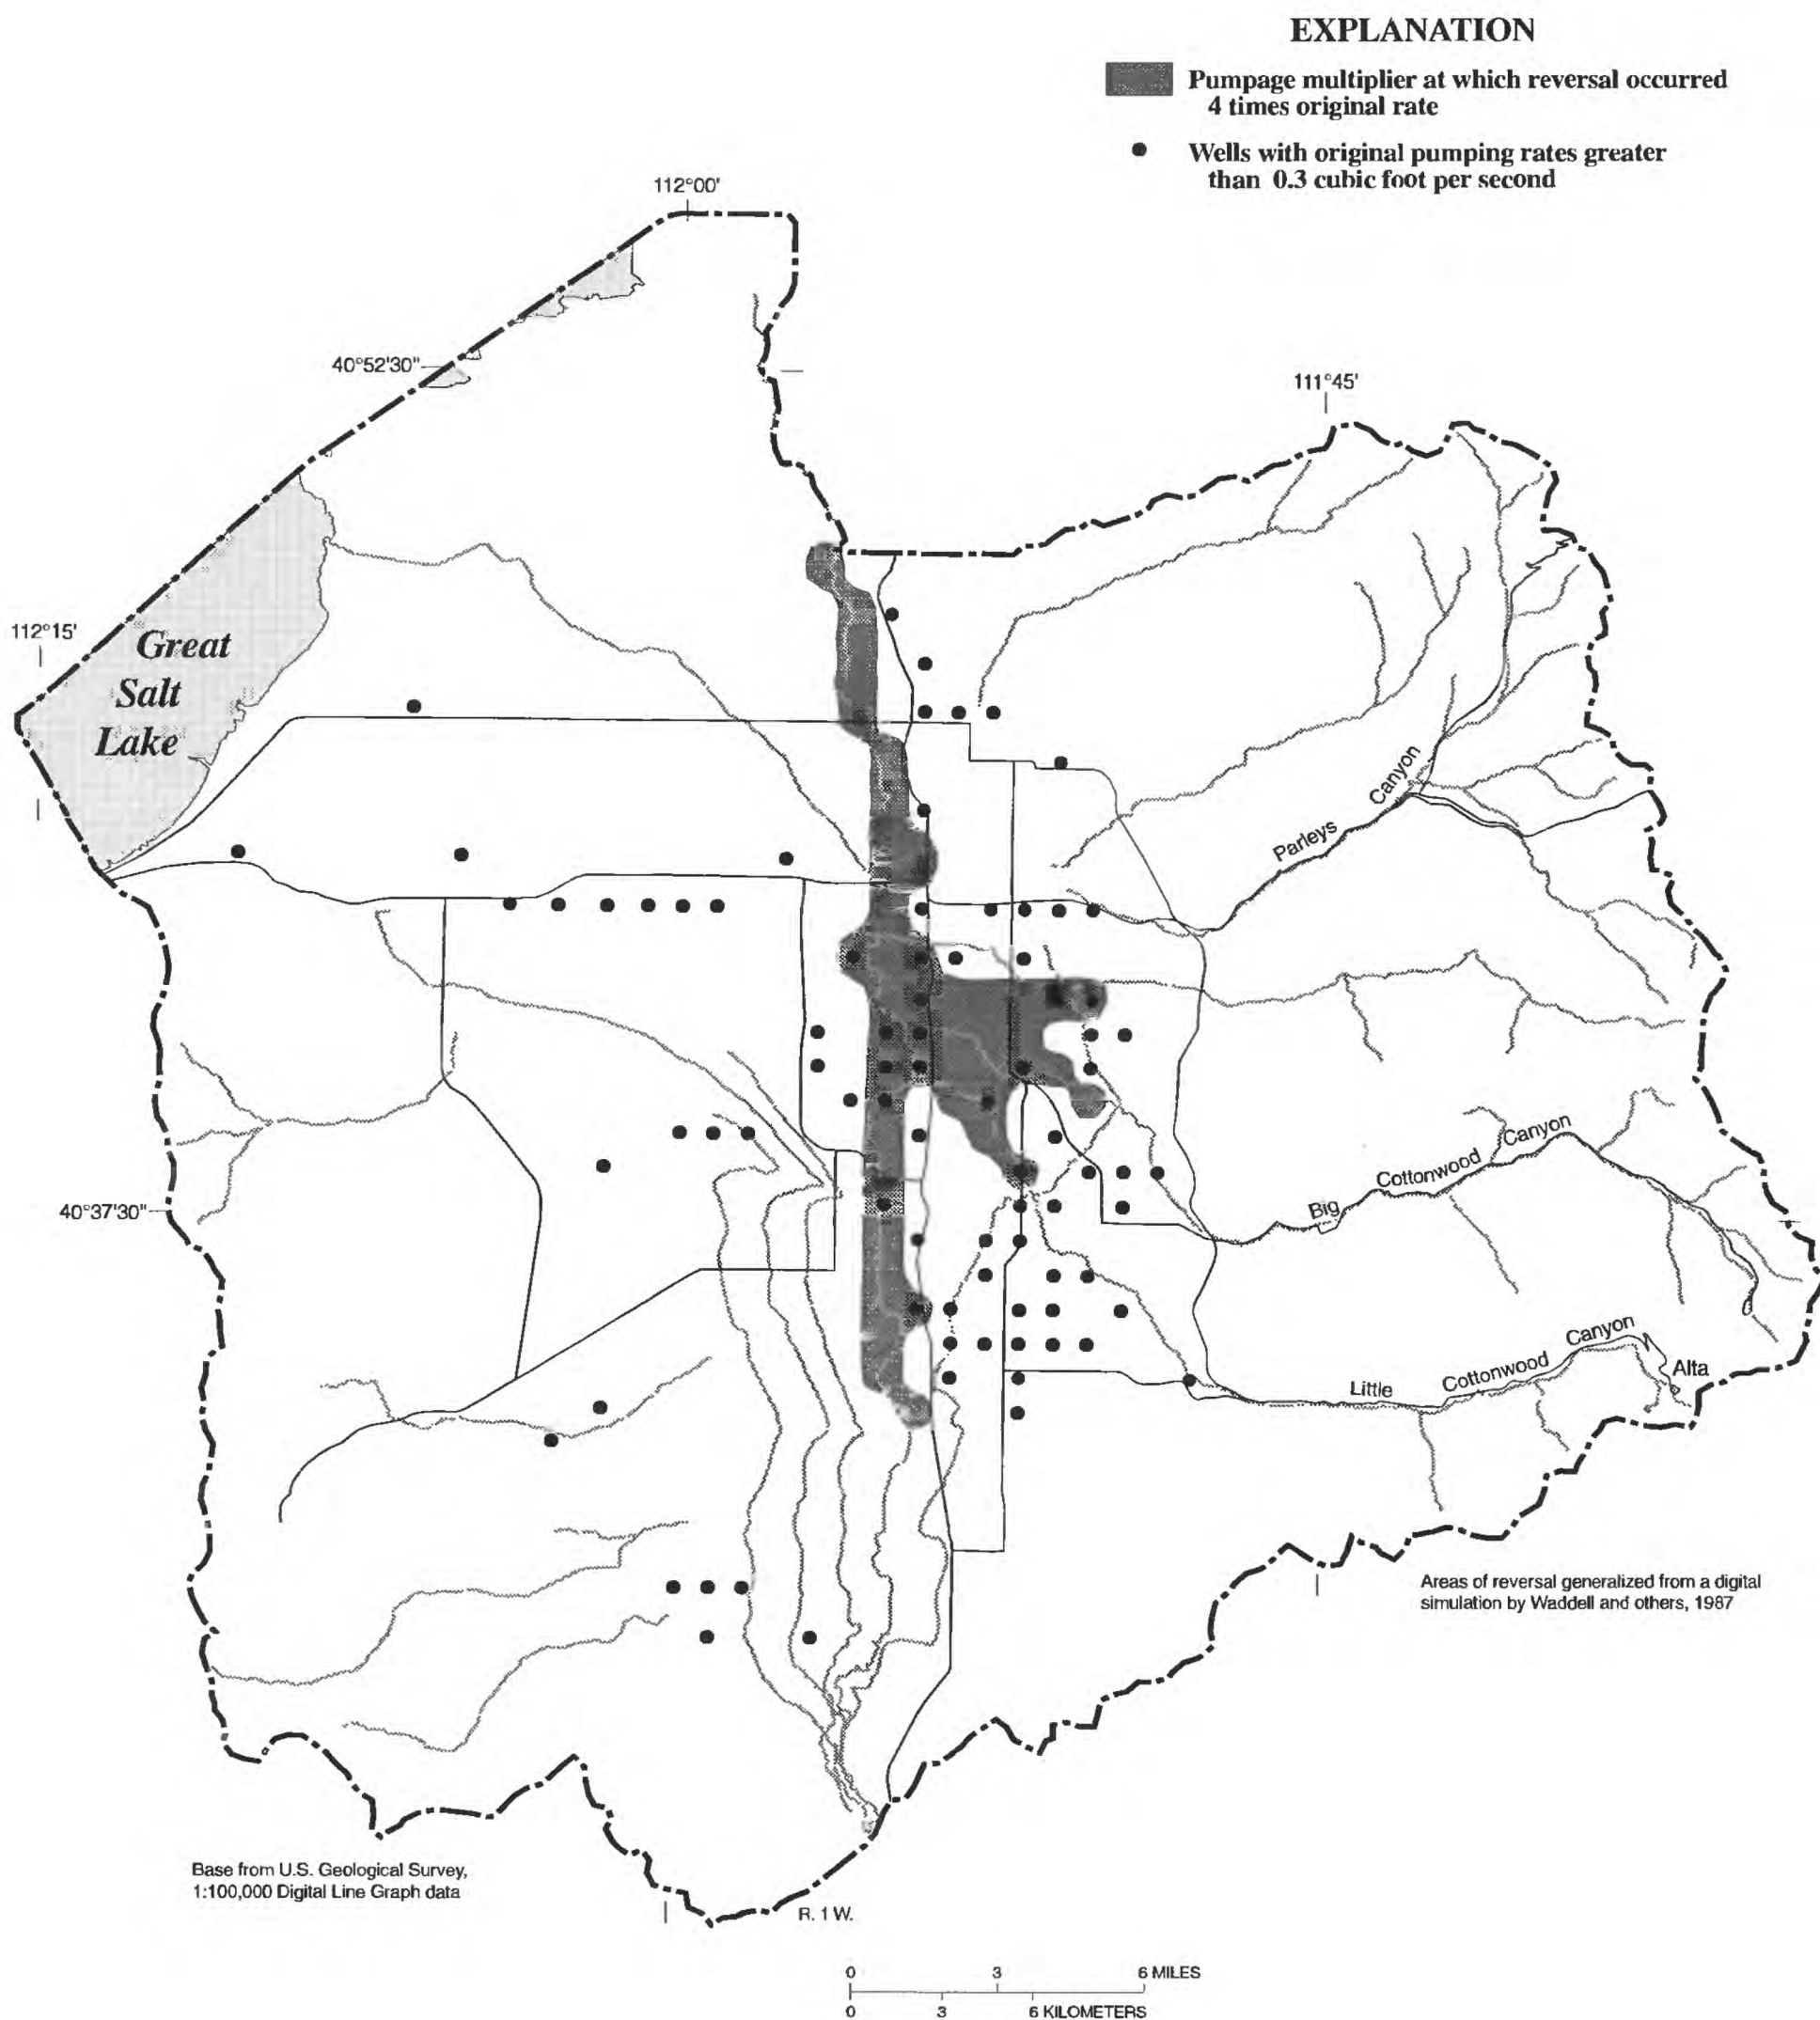 EXPLANATION
Pumpage multiplier at which reversal occurred
4 times original rate
Wells with original pumping rates greater
than 0.3 cubic foot per second
112°00'
40°52'30"
111°45'
112°15'
Great
Salt
Lake
Parleys Canyon
Big Cottonwood Canyon
40°37'30"
Little Cottonwood Canyon
Alta
Areas of reversal generalized from a digital
simulation by Waddell and others, 1987
Base from U.S. Geological Survey,
1:100,000 Digital Line Graph data
R. 1 W.
0 3 6 MILES
0 3 6 KILOMETERS